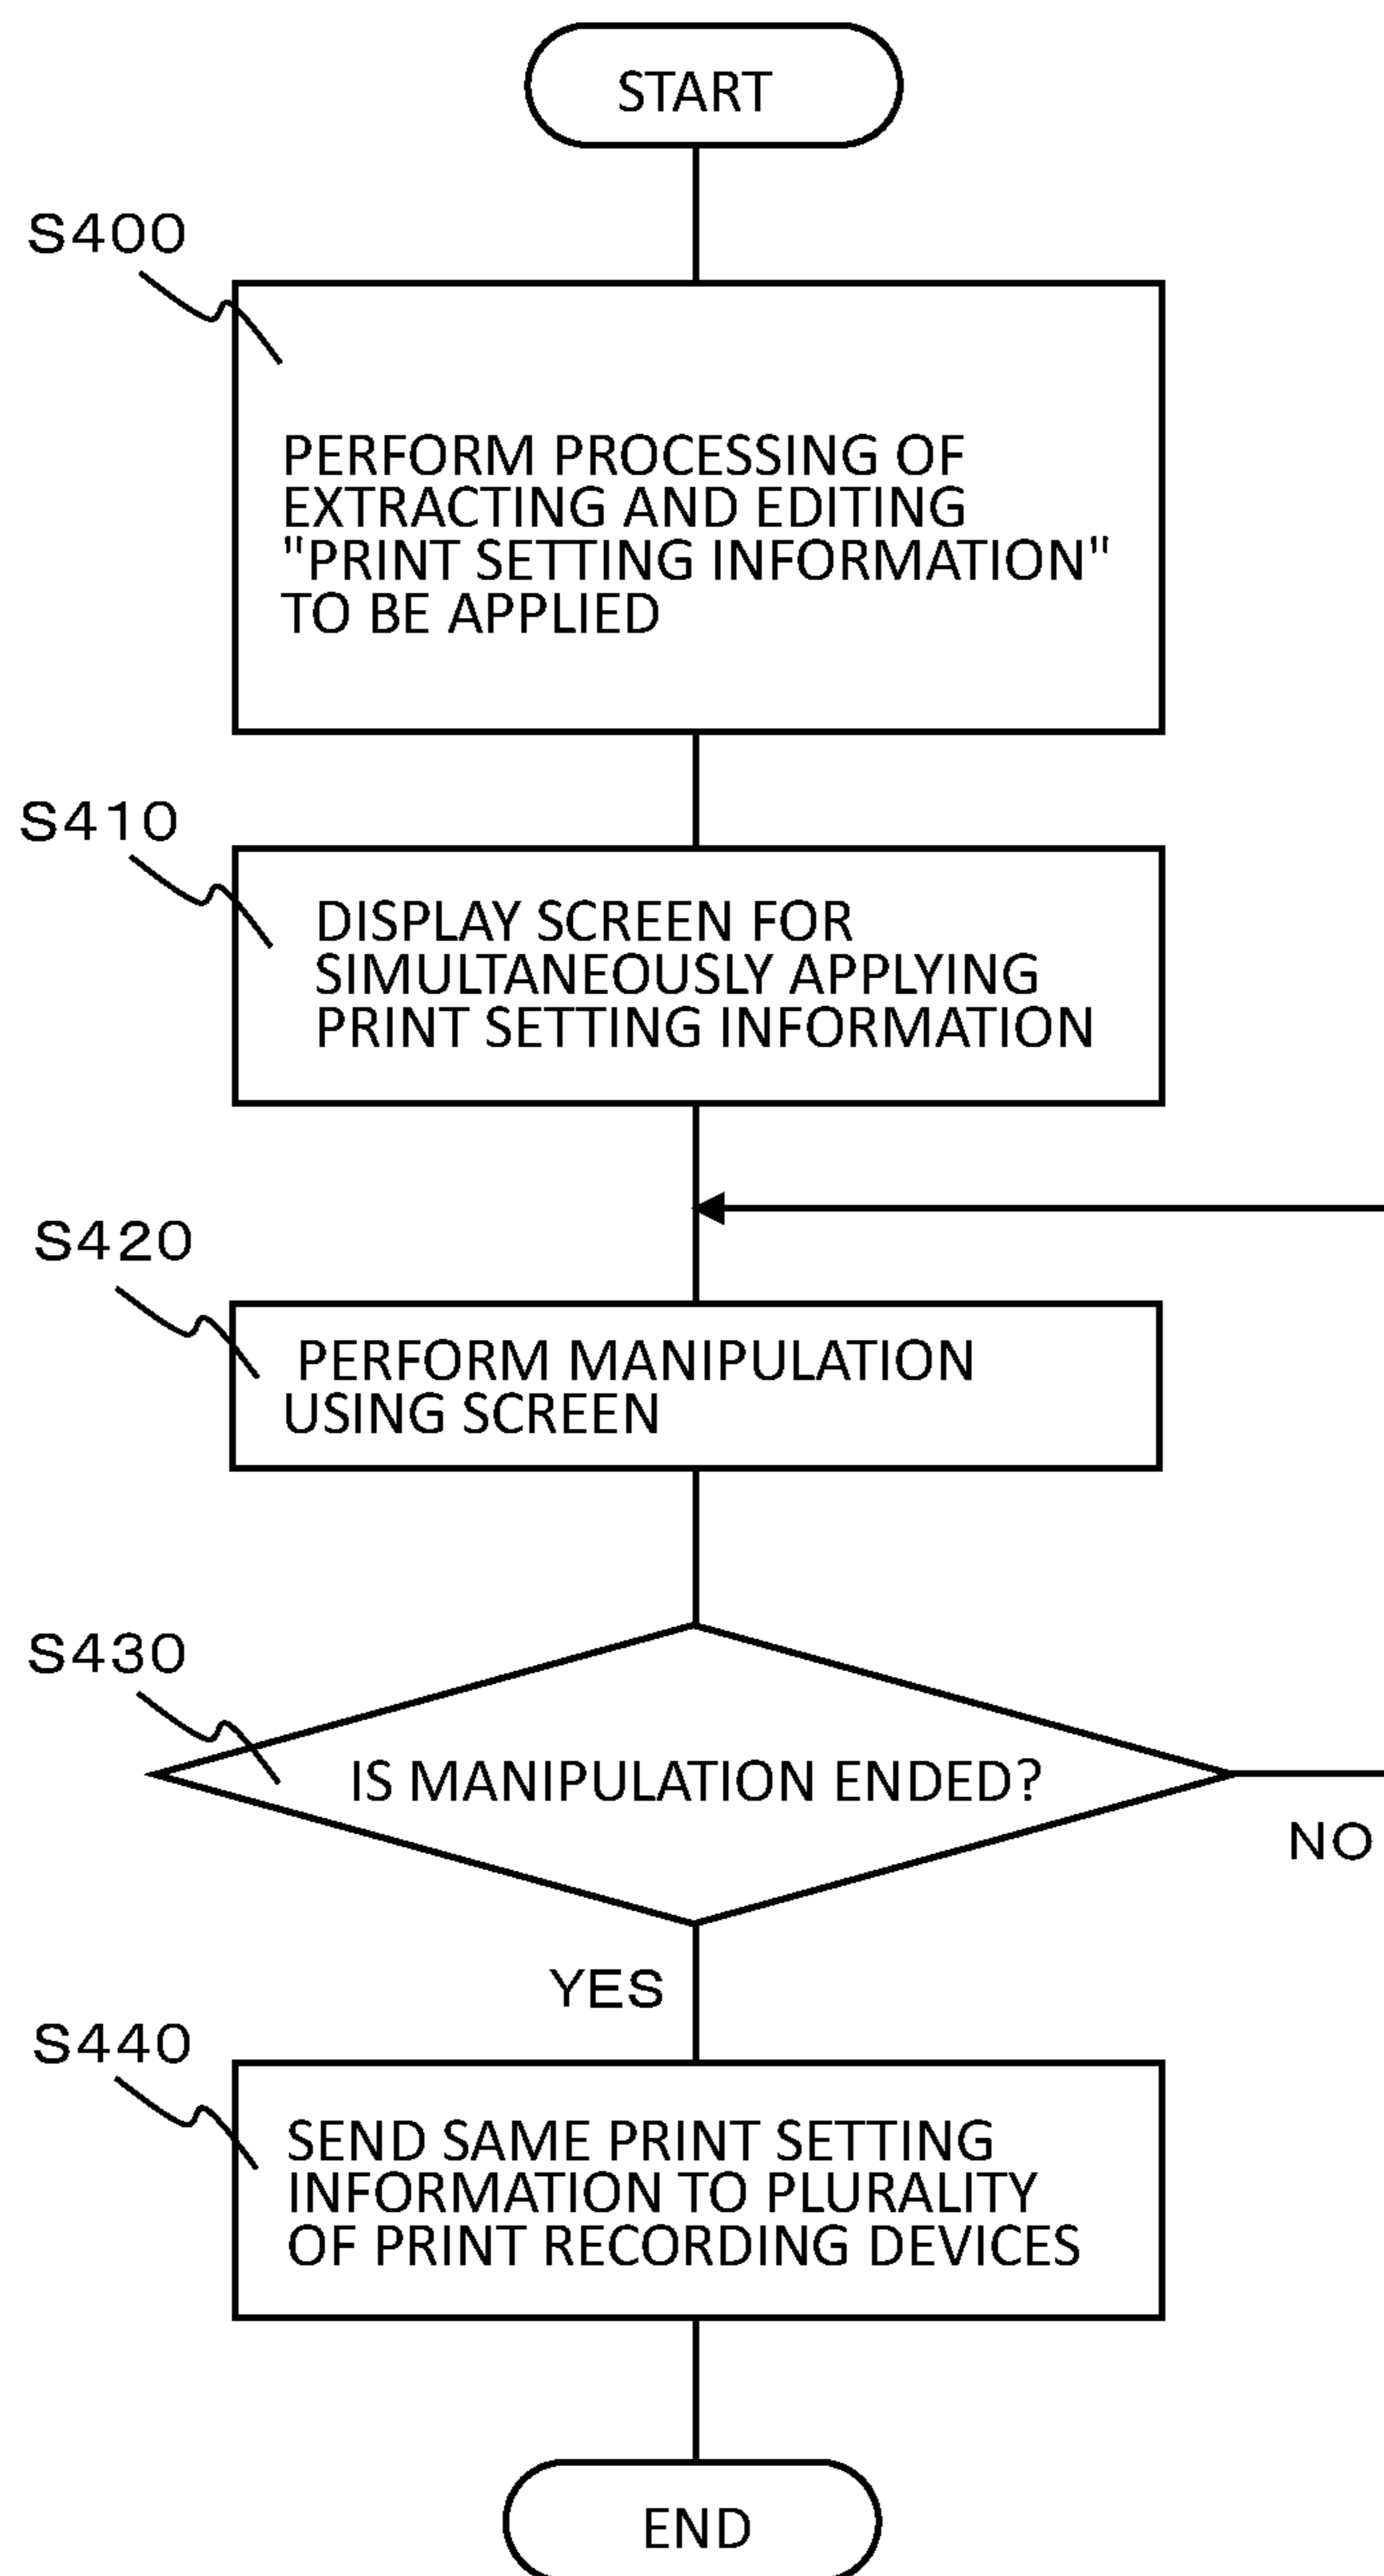 START
S400
PERFORM PROCESSING OF
EXTRACTING AND EDITING
"PRINT SETTING INFORMATION"
TO BE APPLIED
S410
DISPLAY SCREEN FOR
SIMULTANEOUSLY APPLYING
PRINT SETTING INFORMATION
S420
PERFORM MANIPULATION
USING SCREEN
S430
IS MANIPULATION ENDED?
NO
YES
S440
SEND SAME PRINT SETTING
INFORMATION TO PLURALITY
OF PRINT RECORDING DEVICES
END